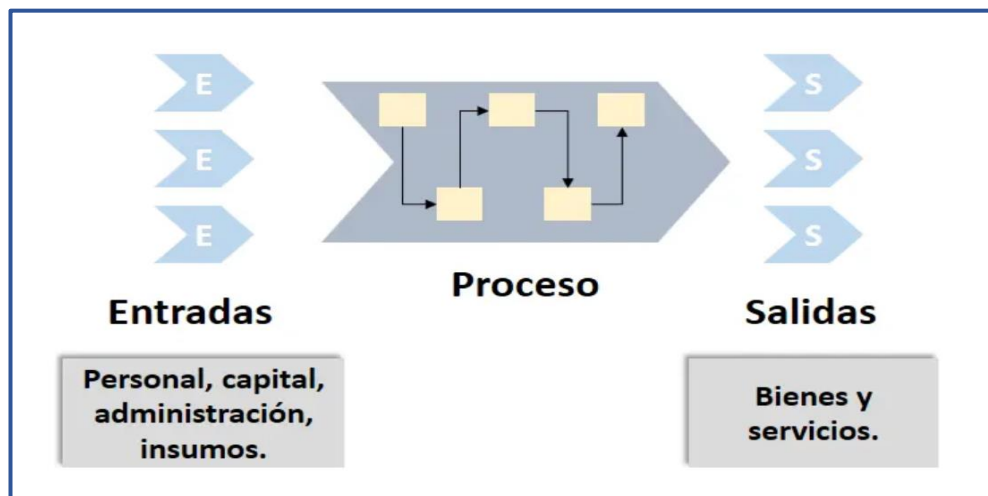 E
E
E
S
S
S
Proceso
Entradas
Salidas
Personal, capital,
administración,
insumos.
Bienes y
servicios.